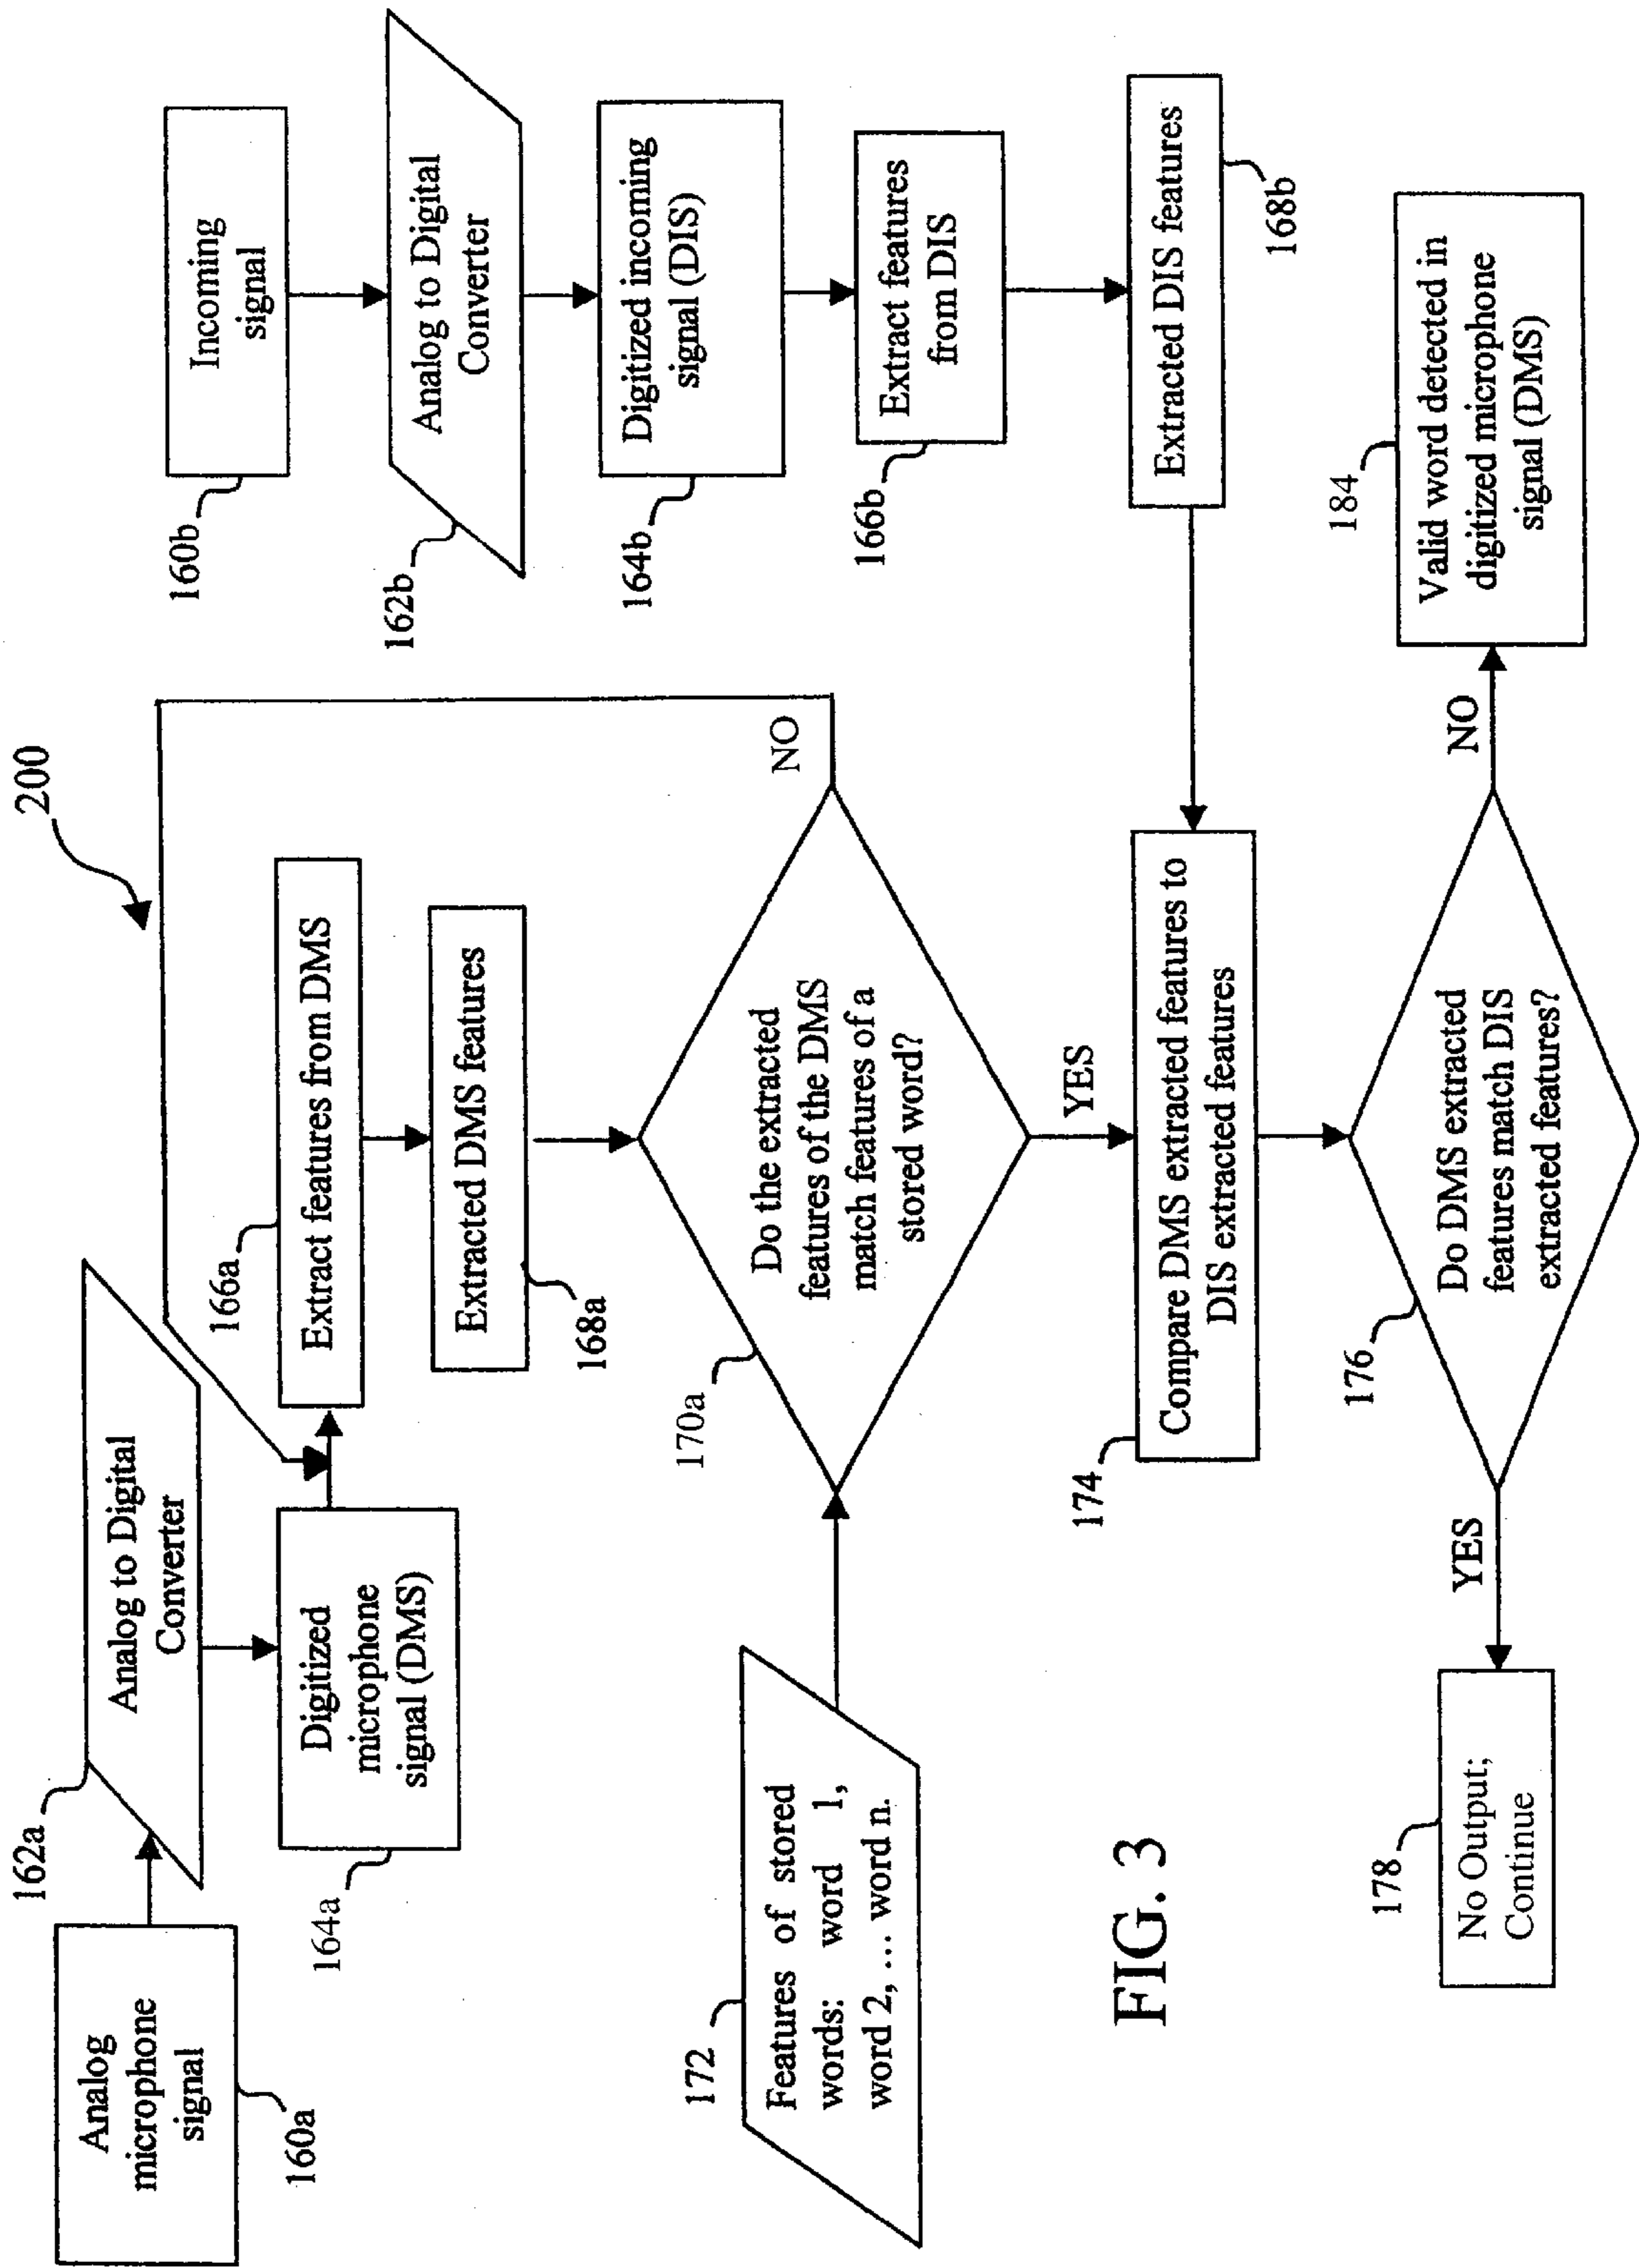 200
Analog
microphone
signal
160a
162a
Analog to Digital
Converter
Digitized
microphone
signal (DMS)
164a
166a
Extract features from DMS
Extracted DMS features
168a
Incoming
signal
160b
Analog to Digital
Converter
162b
Digitized incoming
signal (DIS)
164b
Extract features
from DIS
166b
Extracted DIS features
168b
172
Features of stored
words: word 1,
word 2, ... word n.
170a
Do the extracted
features of the DMS
match features of a
stored word?
NO
YES
174
Compare DMS extracted features to
DIS extracted features
176
Do DMS extracted
features match DIS
extracted features?
YES
NO
178
No Output;
Continue
184
Valid word detected in
digitized microphone
signal (DMS)
FIG. 3